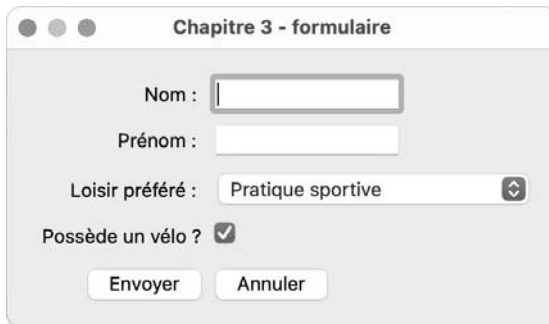 Chapitre 3 - formulaire
Nom :
Prénom :
Loisir préféré : Pratique sportive
Possède un vélo ?
Envoyer Annuler